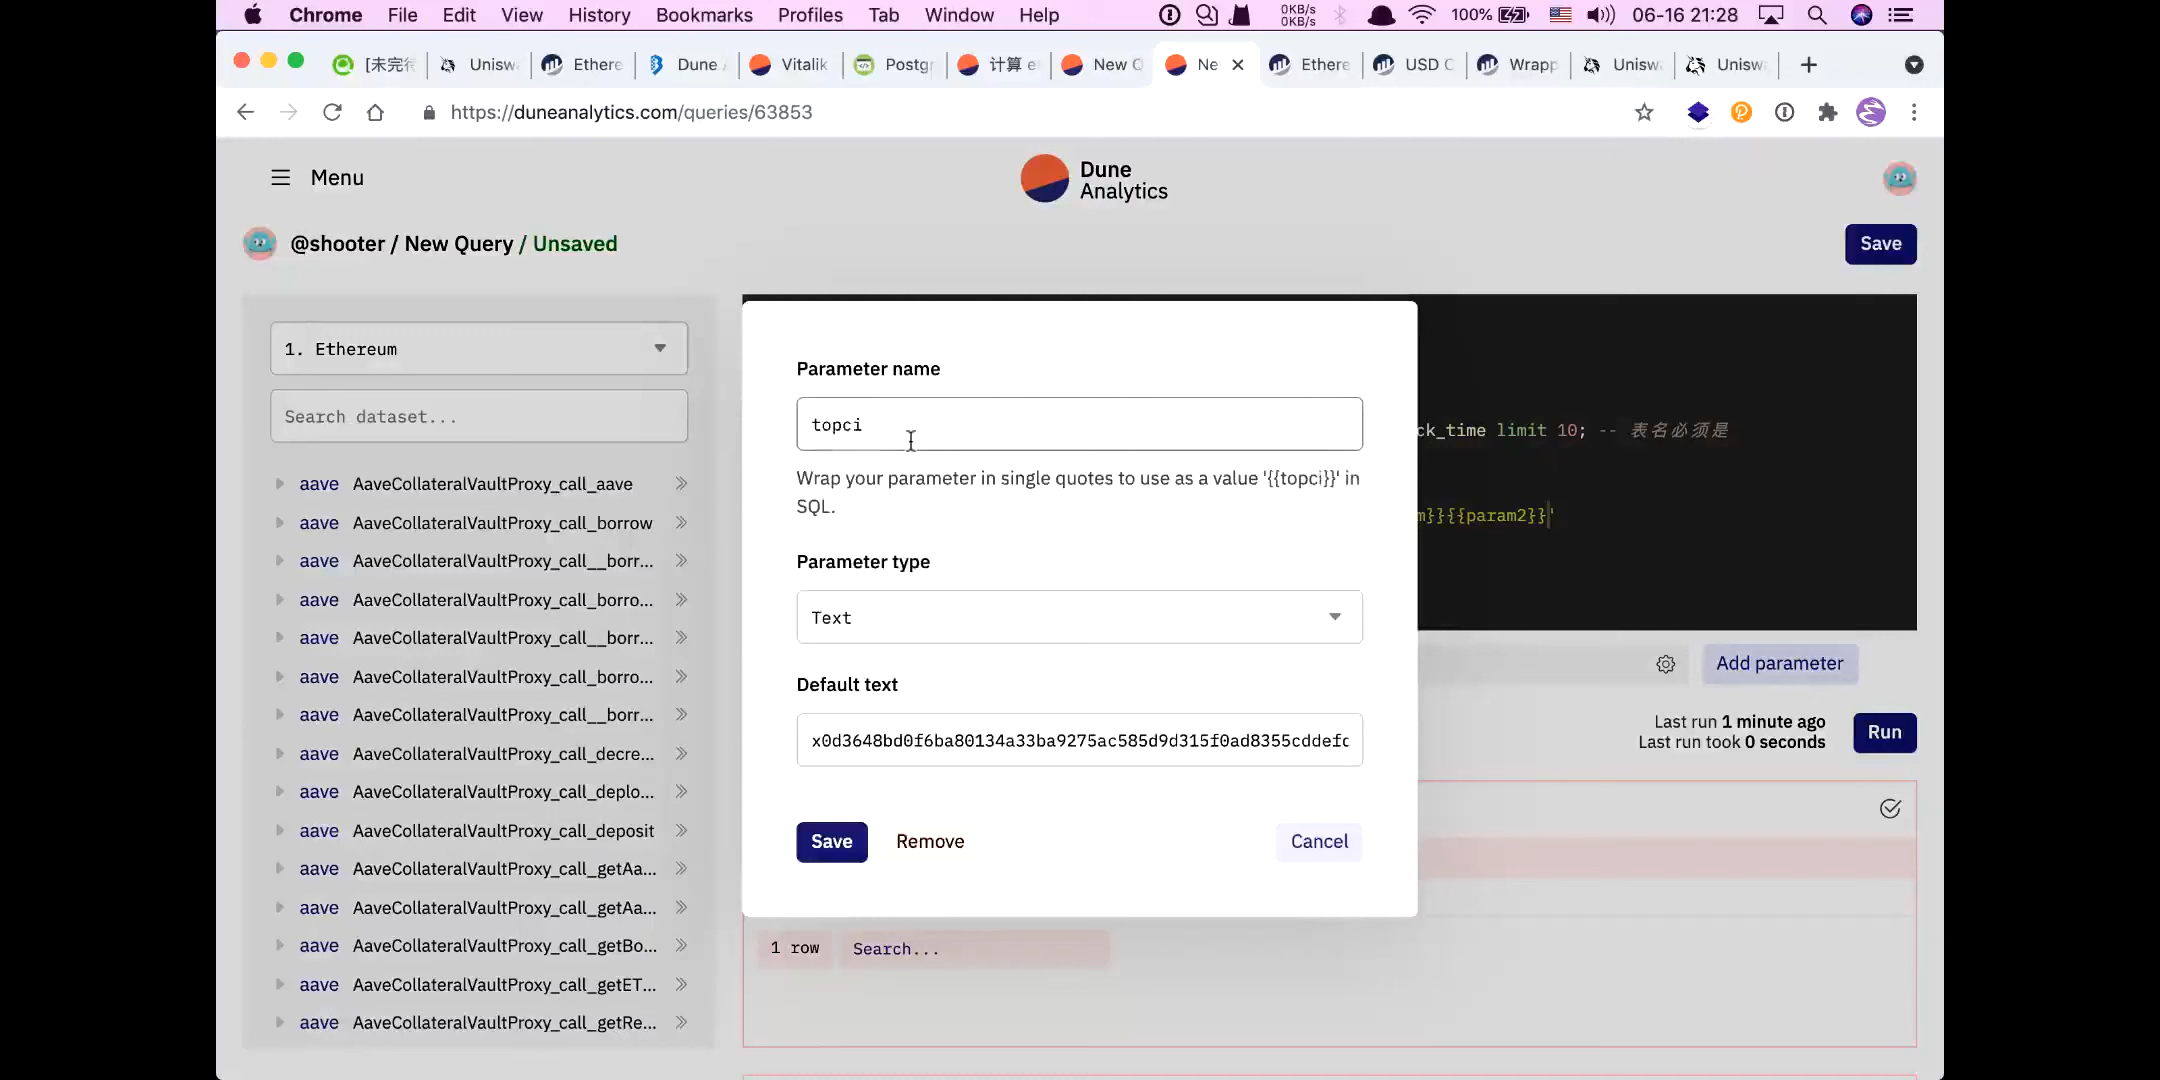 Chrome File Edit View History Bookmarks Profiles Tab Window Help 0KB/s 0KB/s 100% 06-16 21:28
[未完待 Unisw Ethere Dune A Vitalik Postgr 计算 e New Q Ne Ethere USD C Wrapp Unisw Unisw
https://duneanalytics.com/queries/63853
Menu
Dune
Analytics
@shooter / New Query / Unsaved
Save
1. Ethereum
Search dataset...
aave AaveCollateralVaultProxy_call_aave
aave AaveCollateralVaultProxy_call_borrow
aave AaveCollateralVaultProxy_call__borr...
aave AaveCollateralVaultProxy_call_borro...
aave AaveCollateralVaultProxy_call__borr...
aave AaveCollateralVaultProxy_call_borro...
aave AaveCollateralVaultProxy_call__borr...
aave AaveCollateralVaultProxy_call_decre...
aave AaveCollateralVaultProxy_call_deplo...
aave AaveCollateralVaultProxy_call_deposit
aave AaveCollateralVaultProxy_call_getAa...
aave AaveCollateralVaultProxy_call_getAa...
aave AaveCollateralVaultProxy_call_getBo...
aave AaveCollateralVaultProxy_call_getET...
aave AaveCollateralVaultProxy_call_getRe...
Parameter name
topci
Wrap your parameter in single quotes to use as a value '{{topci}}' in
SQL.
Parameter type
Text
Default text
x0d3648bd0f6ba80134a33ba9275ac585d9d315f0ad8355cddefd
Save Remove Cancel
ck_time limit 10; -- 表名必须是
m}}{{param2}}'
Add parameter
Last run 1 minute ago
Last run took 0 seconds
Run
1 row Search...